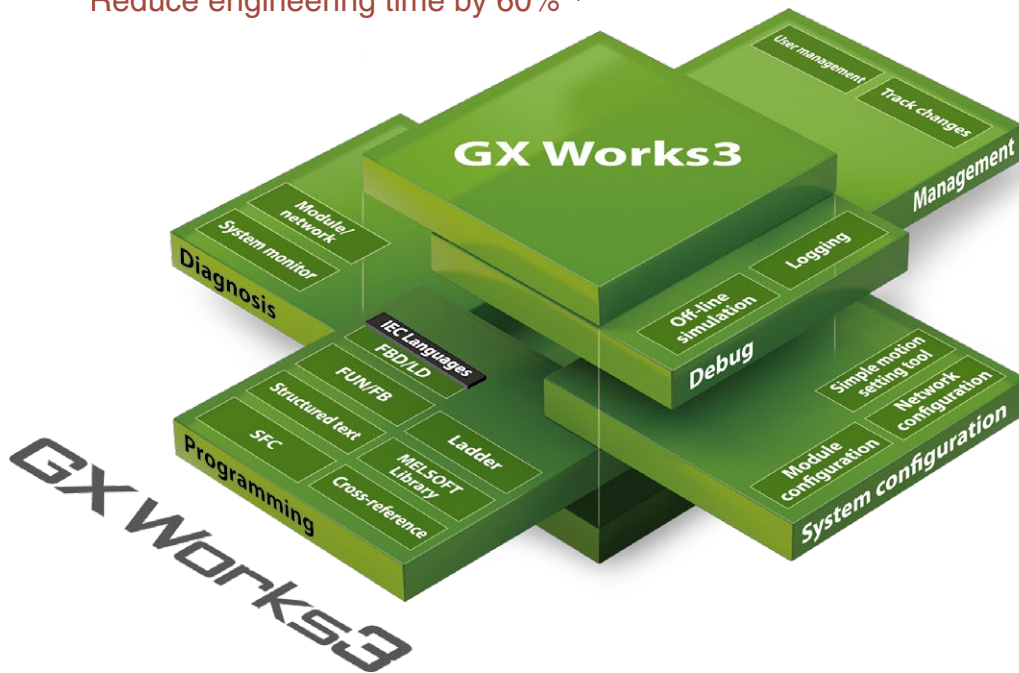 Reduce engineering time by 60% *
User management
Track changes
Management
GX Works3
Module/
network
System monitor
Diagnosis
Logging
Off-line
simulation
Debug
IEC Languages
FBD/LD
FUN/FB
Structured text
SFC
Ladder
MELSOFT
Library
Cross-reference
Programming
Simple motion
setting tool
Network
configuration
Module
configuration
System configuration
GX Works3